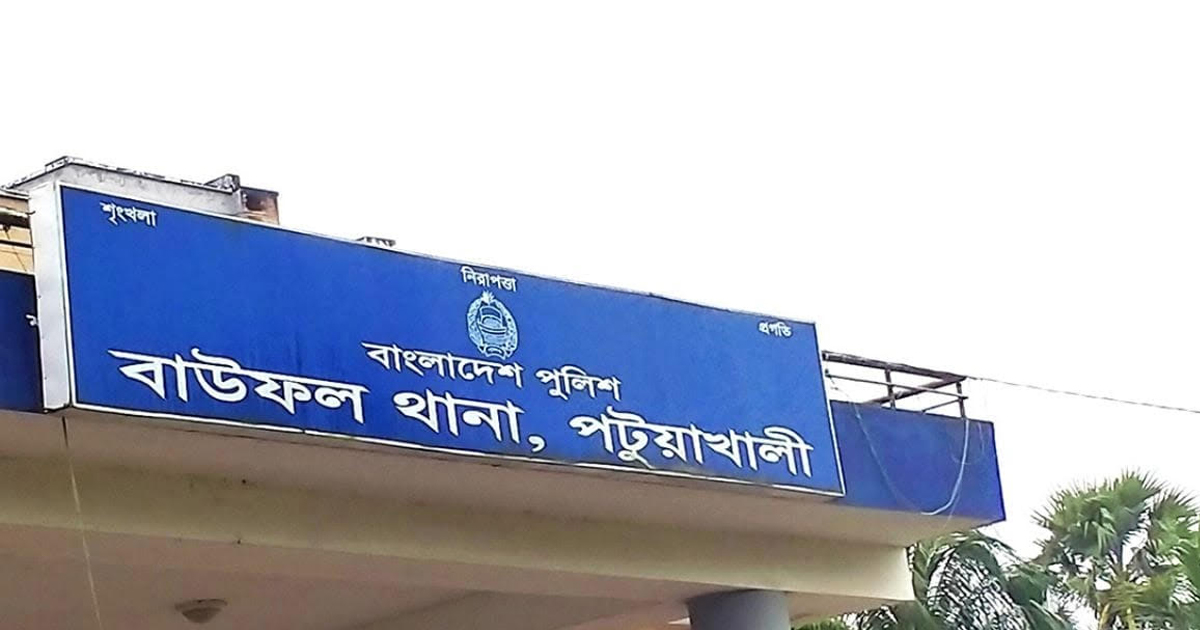 শৃংখলা
নিরাপত্তা
প্রগতি
বাংলাদেশ পুলিশ
বাউফল থানা, পটুয়াখালী